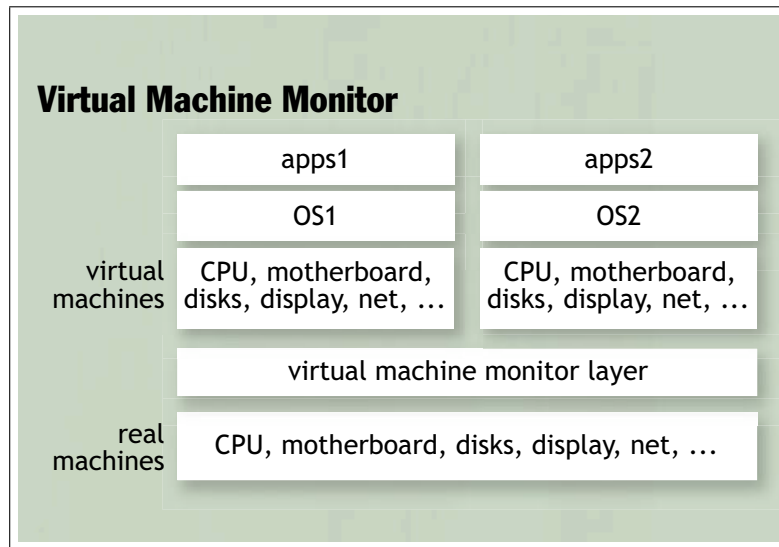 Virtual Machine Monitor
apps1
apps2
OS1
OS2
virtual
machines
CPU, motherboard,
disks, display, net, ...
CPU, motherboard,
disks, display, net, ...
virtual machine monitor layer
real
machines
CPU, motherboard, disks, display, net, ...